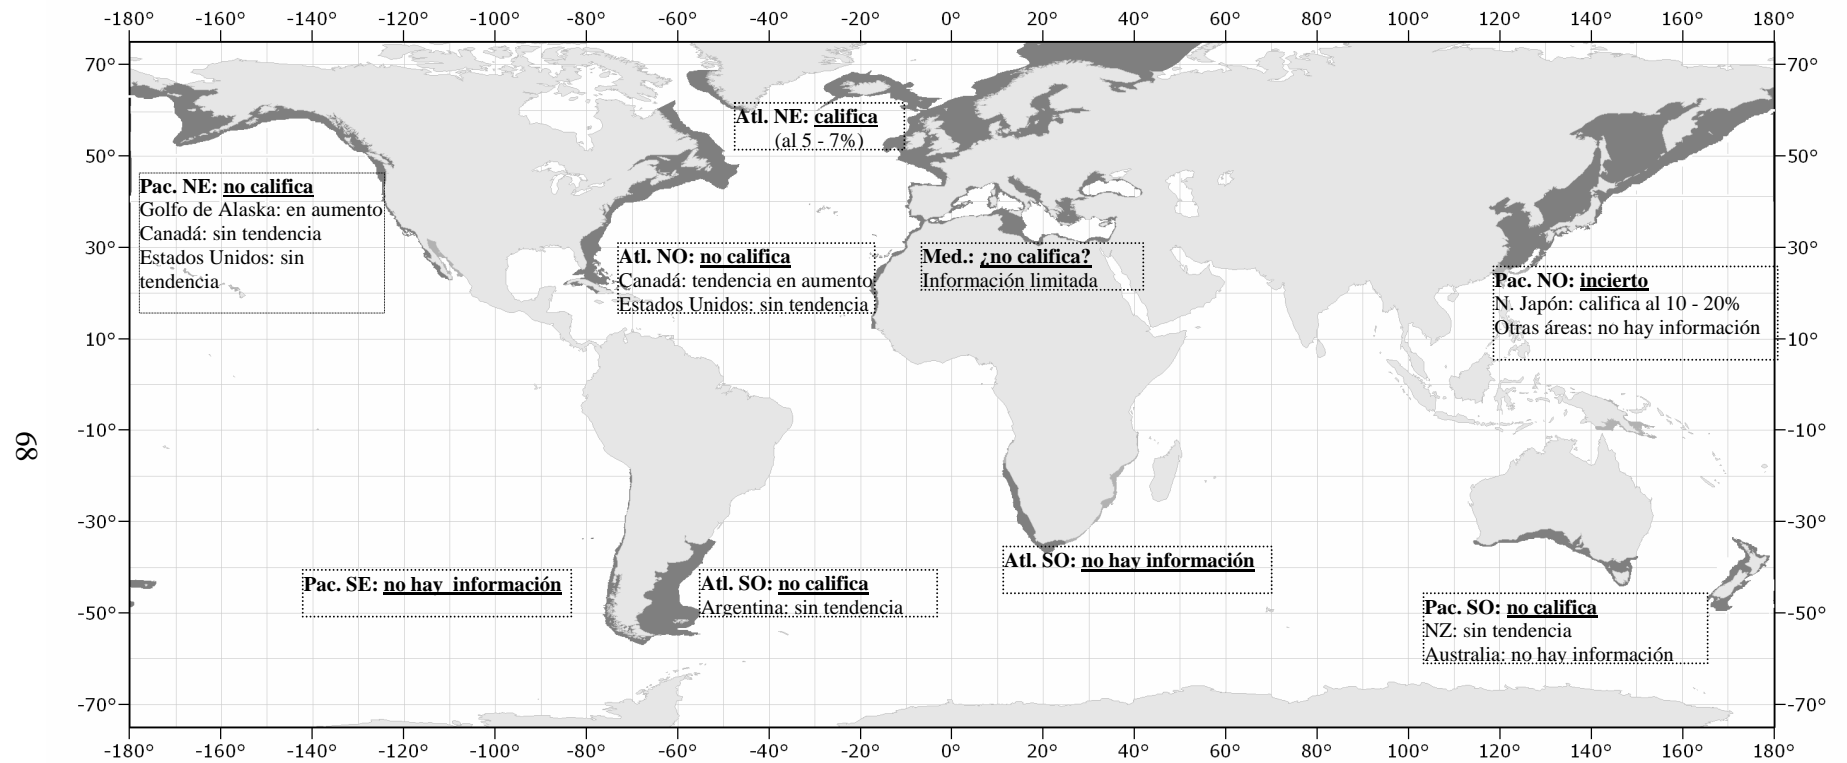 -180° -160° -140° -120° -100° -80° -60° -40° -20° 0° 20° 40° 60° 80° 100° 120° 140° 160° 180°
70° 70°
Atl. NE: califica
(al 5 - 7%)
50° 50°
Pac. NE: no califica
Golfo de Alaska: en aumento
Canadá: sin tendencia
Estados Unidos: sin
tendencia
30° 30°
Atl. NO: no califica
Canadá: tendencia en aumento
Estados Unidos: sin tendencia
Med.: ¿no califica?
Información limitada
Pac. NO: incierto
N. Japón: califica al 10 - 20%
Otras áreas: no hay información
10° 10°
-10° -10°
89
-30° -30°
Atl. SO: no hay información
Pac. SE: no hay información
Atl. SO: no califica
Argentina: sin tendencia
-50° -50°
Pac. SO: no califica
NZ: sin tendencia
Australia: no hay información
-70° -70°
-180° -160° -140° -120° -100° -80° -60° -40° -20° 0° 20° 40° 60° 80° 100° 120° 140° 160° 180°